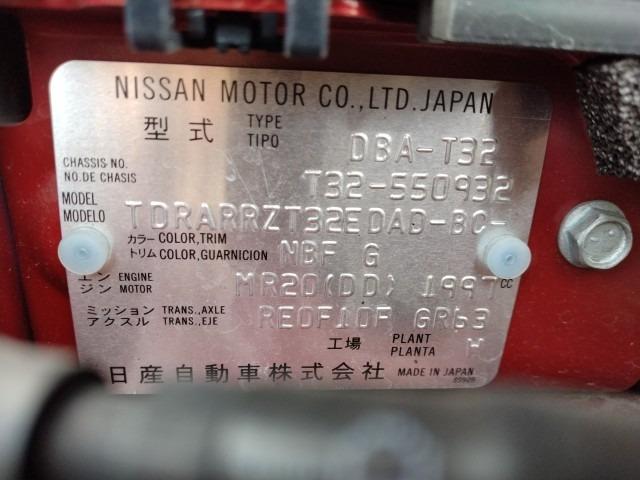 NISSAN MOTOR CO.,LTD.JAPAN
型式 TYPE TIPO DBA-T32
CHASSIS NO. NO.DE CHASIS T32-550932
MODEL MODELO TDRARRZT32EDAD-BC-
カラー COLOR,TRIM トリム COLOR,GUARNICION NBF G
エンジン ENGINE MOTOR MR20(DD) 1997 CC
ミッション TRANS.,AXLE アクスル TRANS.,EJE RE0F10F GR63
工場 PLANT PLANTA H
日産自動車株式会社 MADE IN JAPAN